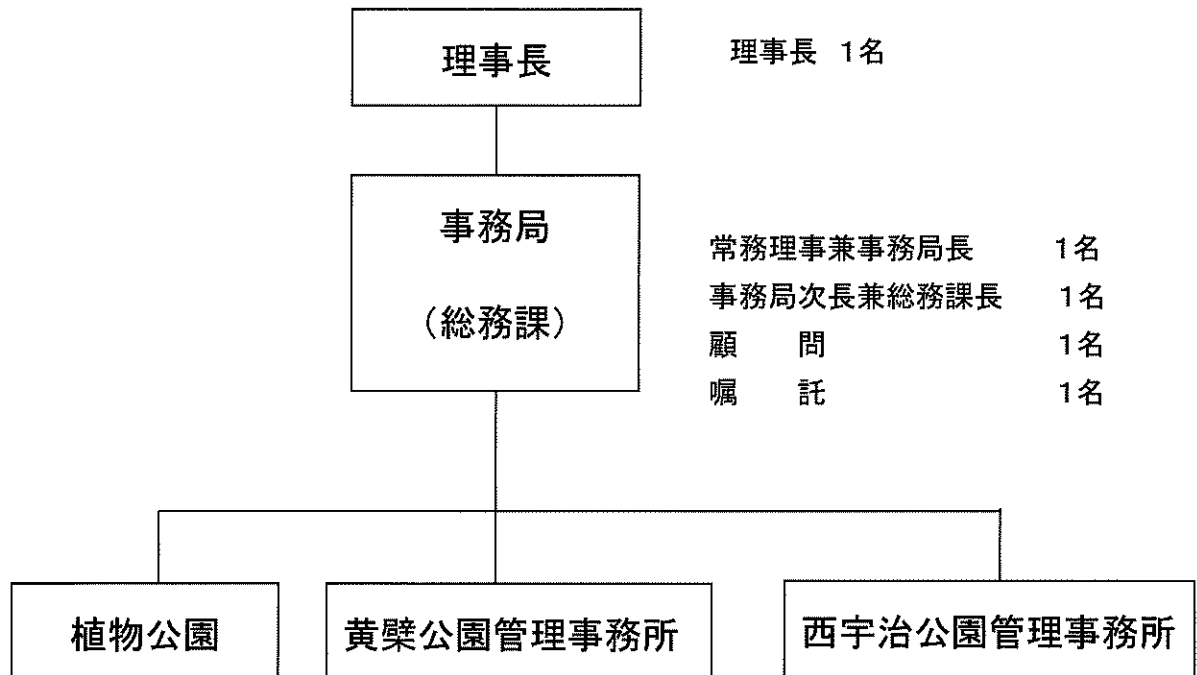 理事長
理事長 1名
事務局
（総務課）
常務理事兼事務局長 1名
事務局次長兼総務課長 1名
顧 問 1名
嘱 託 1名
植物公園
黄檗公園管理事務所
西宇治公園管理事務所